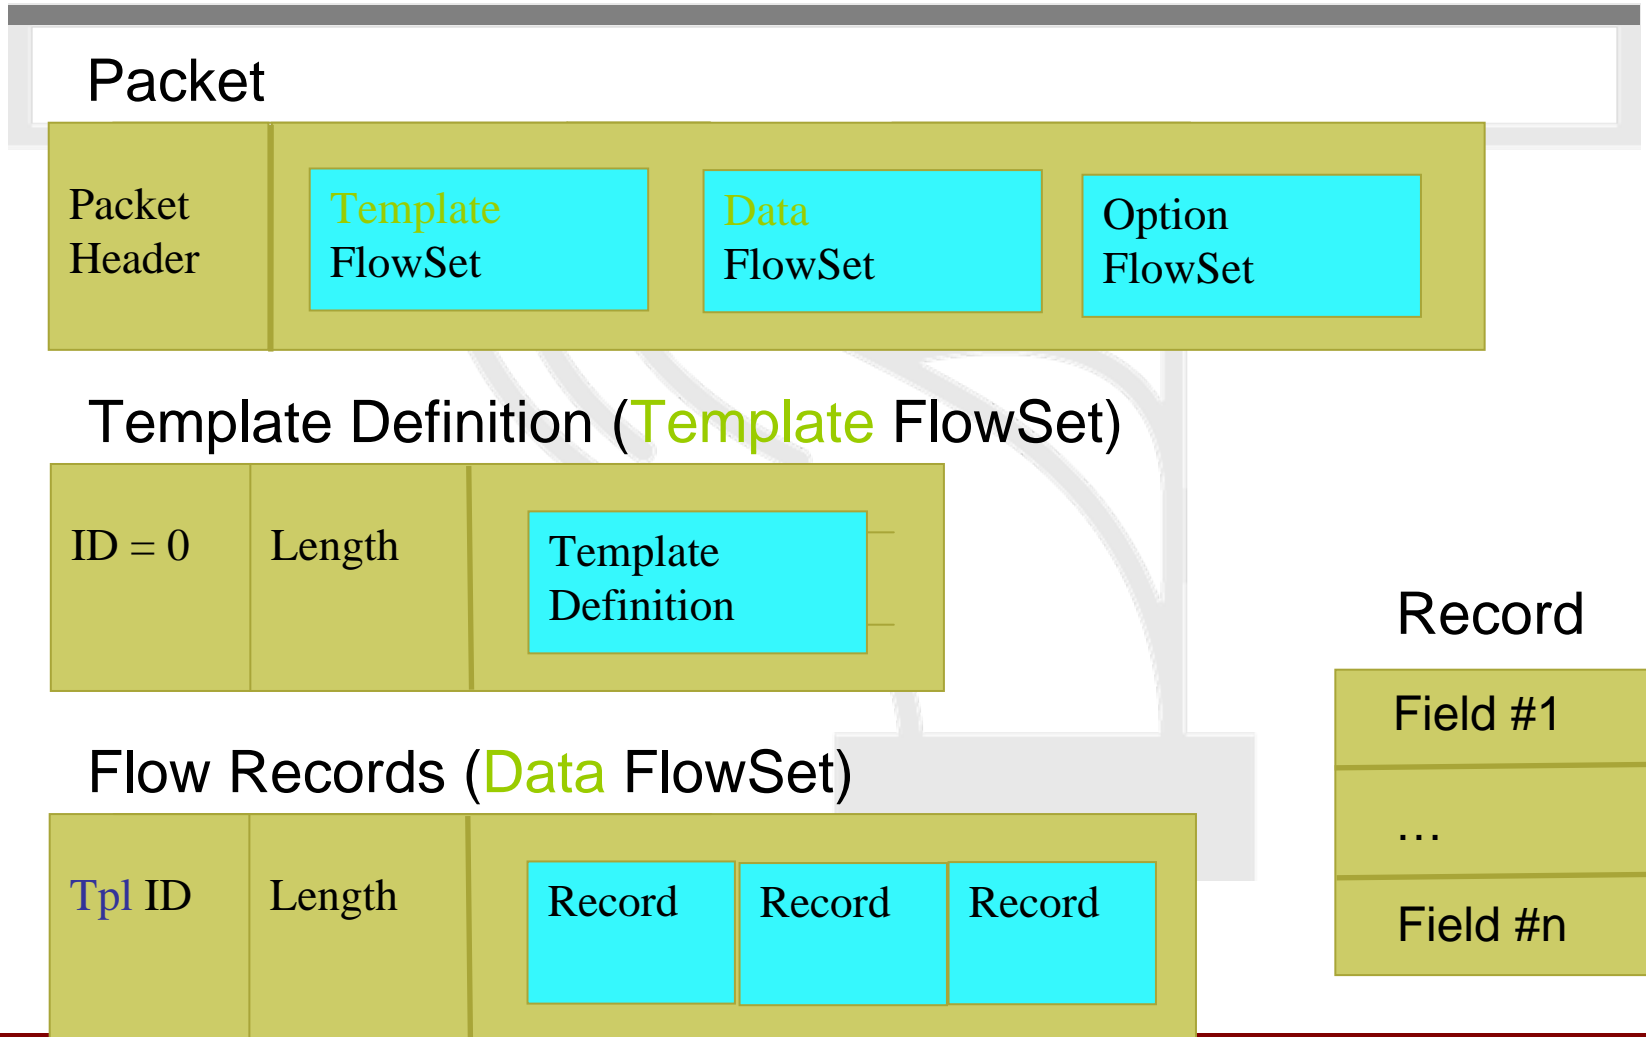 Packet
Packet
Header
Template
FlowSet
Data
FlowSet
Option
FlowSet
Template Definition (Template FlowSet)
ID = 0
Length
Template
Definition
Flow Records (Data FlowSet)
Tpl ID
Length
Record
Record
Record
Record
Field #1
…
Field #n